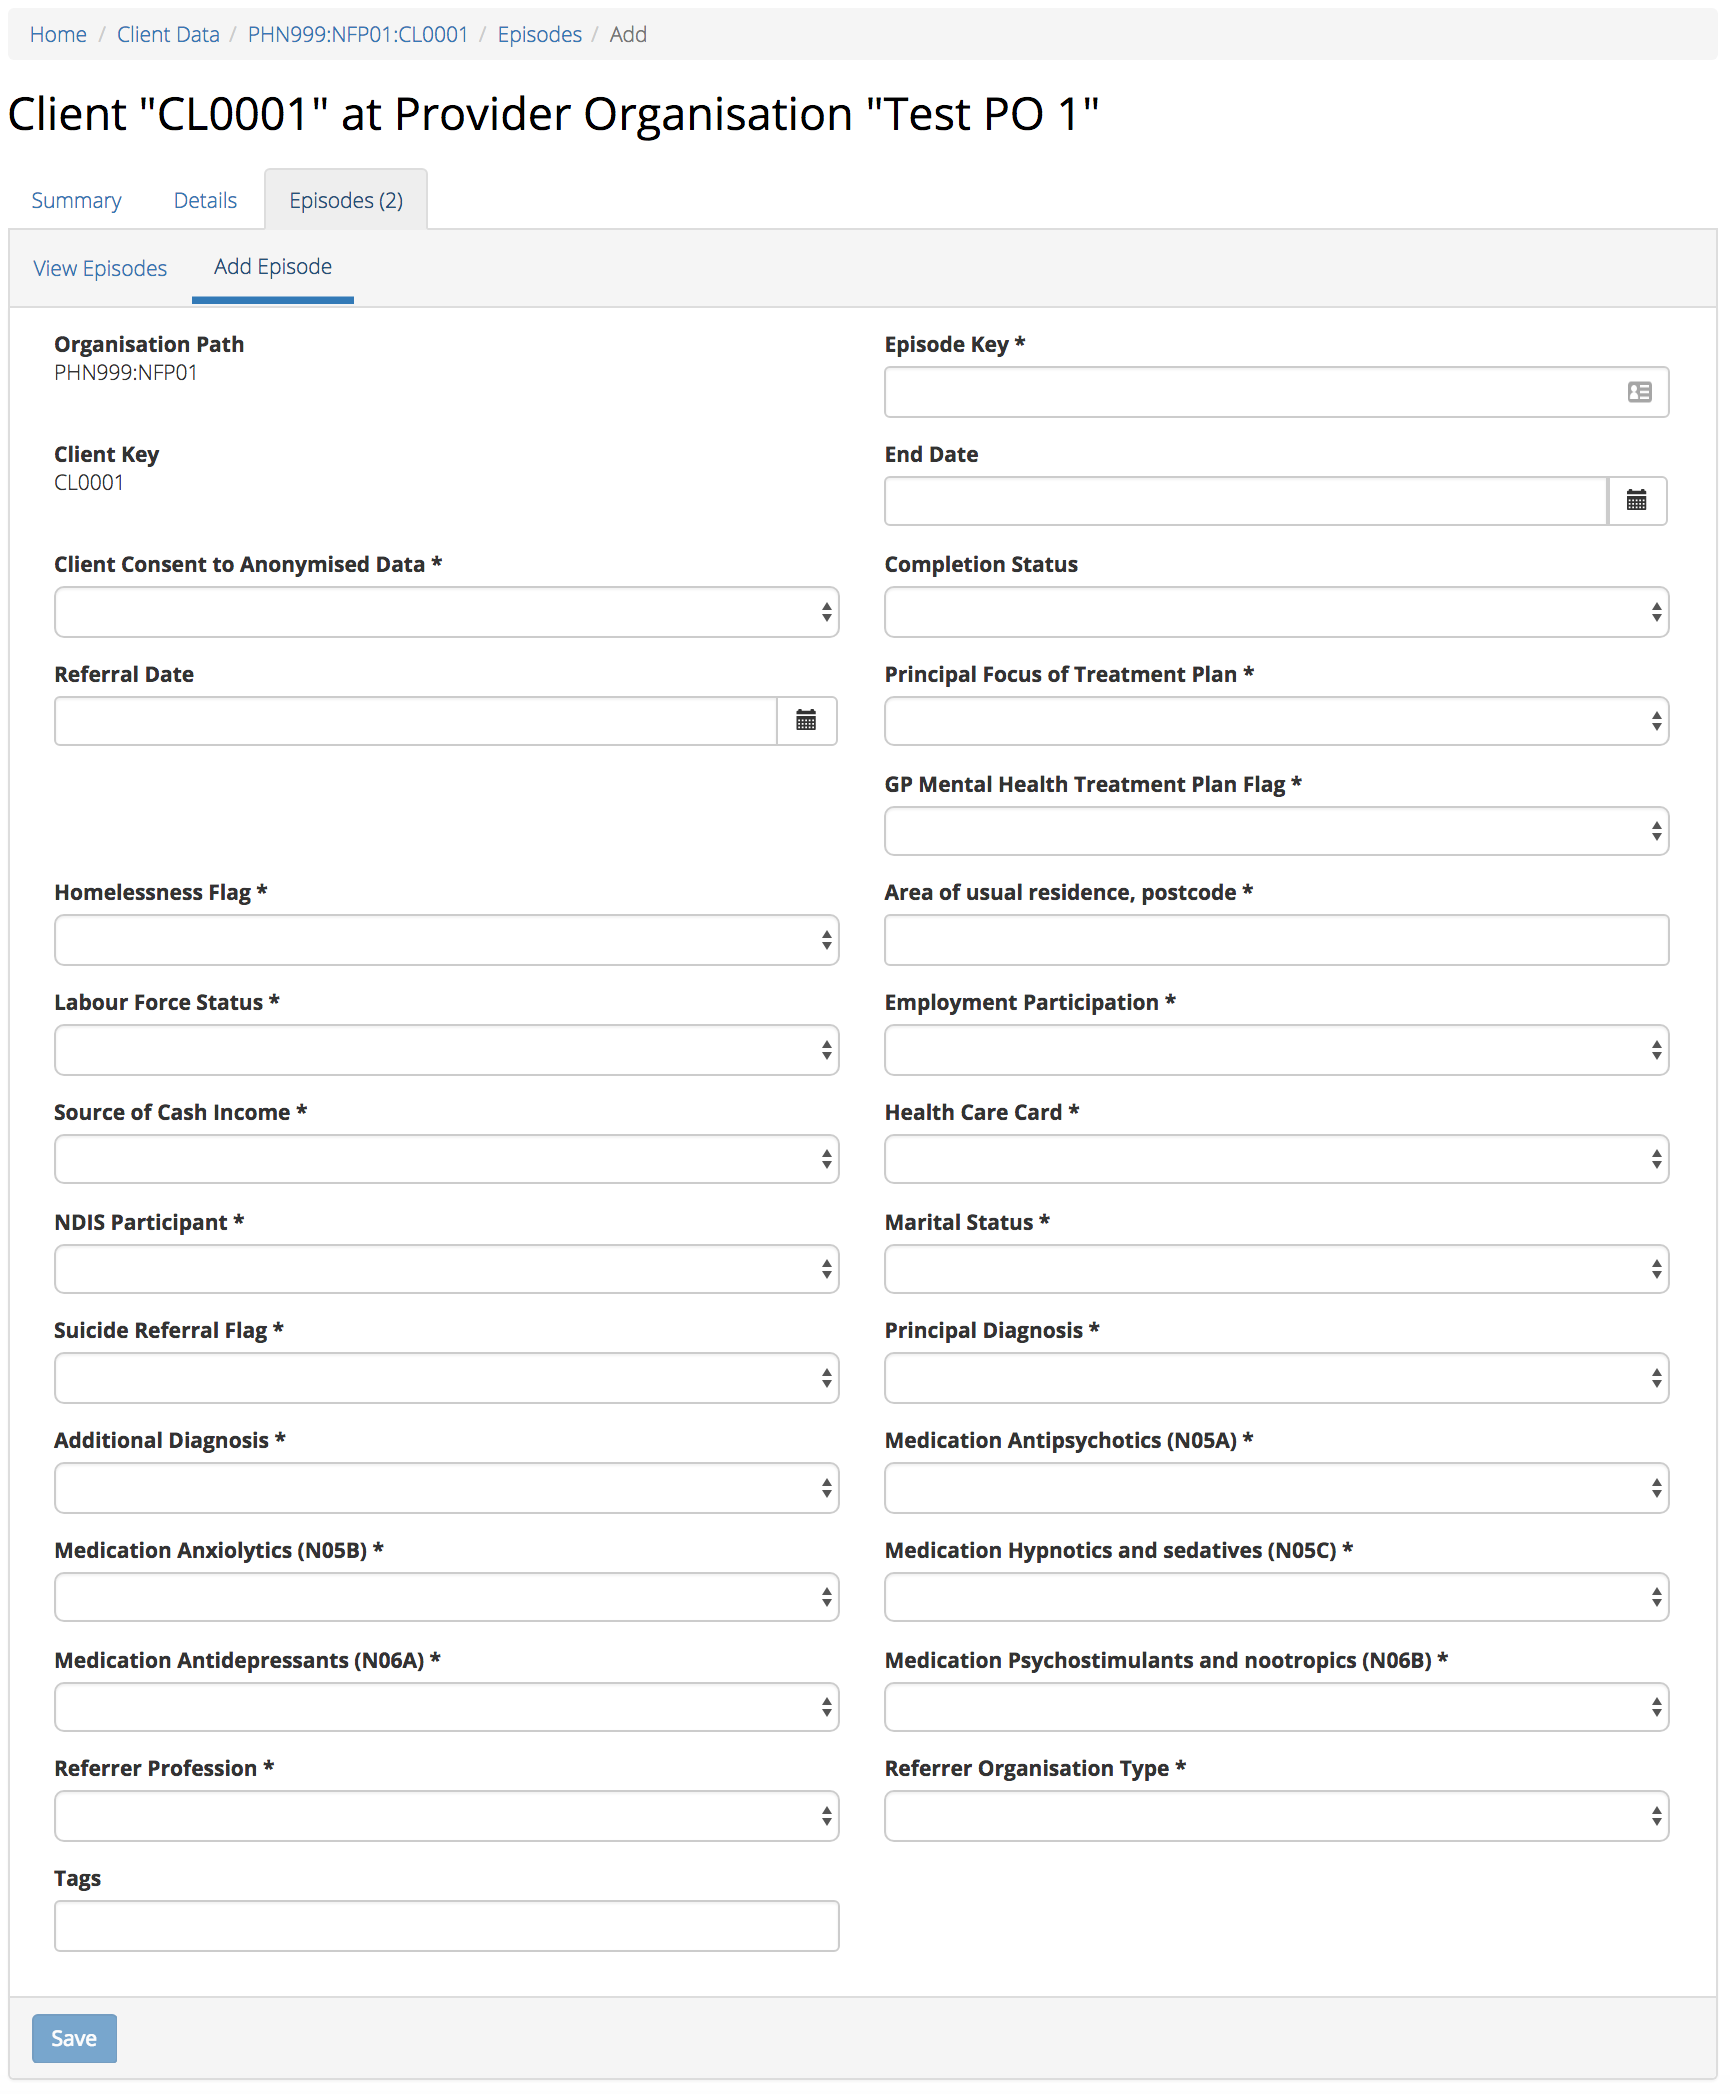 Home / Client Data / PHN999:NFP01:CL0001 / Episodes / Add
Client "CL0001" at Provider Organisation "Test PO 1"
Summary Details Episodes (2)
View Episodes Add Episode
Organisation Path
PHN999:NFP01
Episode Key *
Client Key
CL0001
End Date
Client Consent to Anonymised Data *
Completion Status
Referral Date
Principal Focus of Treatment Plan *
GP Mental Health Treatment Plan Flag *
Homelessness Flag *
Area of usual residence, postcode *
Labour Force Status *
Employment Participation *
Source of Cash Income *
Health Care Card *
NDIS Participant *
Marital Status *
Suicide Referral Flag *
Principal Diagnosis *
Additional Diagnosis *
Medication Antipsychotics (N05A) *
Medication Anxiolytics (N05B) *
Medication Hypnotics and sedatives (N05C) *
Medication Antidepressants (N06A) *
Medication Psychostimulants and nootropics (N06B) *
Referrer Profession *
Referrer Organisation Type *
Tags
Save